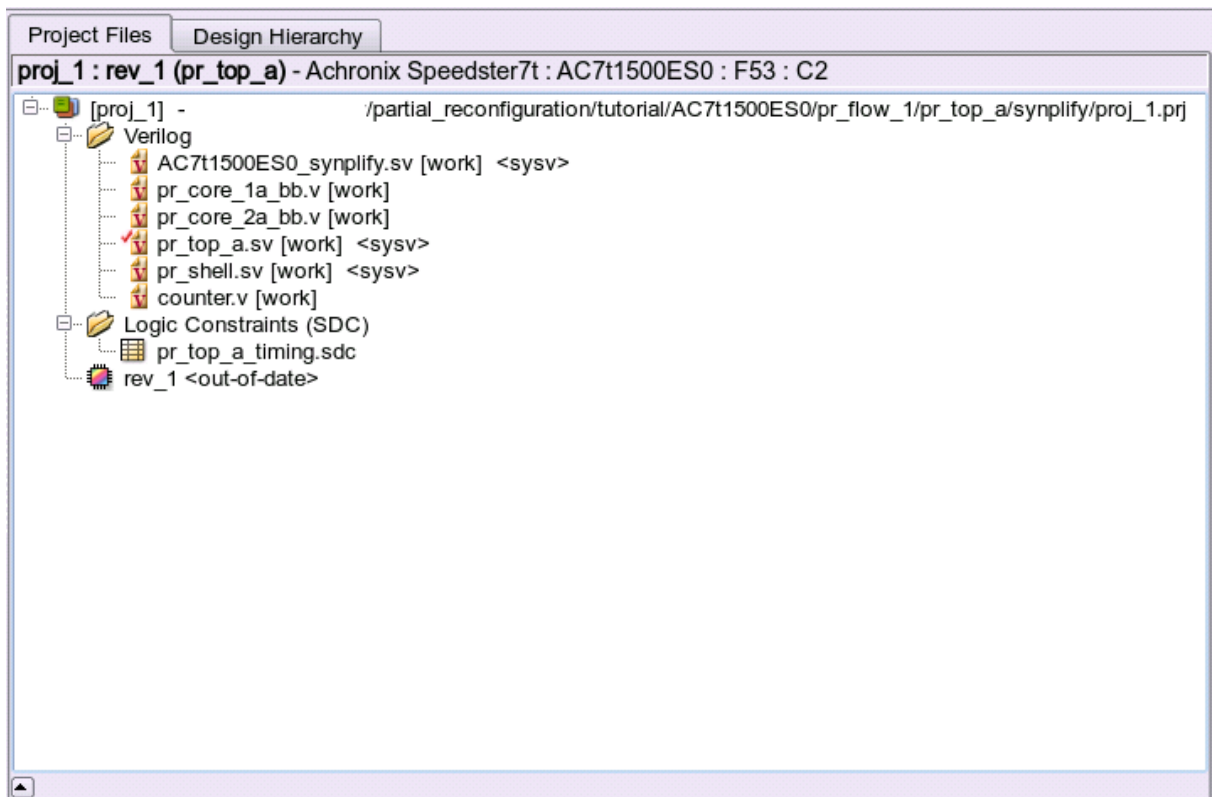 Project Files Design Hierarchy
proj_1 : rev_1 (pr_top_a) - Achronix Speedster7t : AC7t1500ES0 : F53 : C2
[proj_1] - /partial_reconfiguration/tutorial/AC7t1500ES0/pr_flow_1/pr_top_a/synplify/proj_1.prj
Verilog
AC7t1500ES0_synplify.sv [work] <sysv>
pr_core_1a_bb.v [work]
pr_core_2a_bb.v [work]
pr_top_a.sv [work] <sysv>
pr_shell.sv [work] <sysv>
counter.v [work]
Logic Constraints (SDC)
pr_top_a_timing.sdc
rev_1 <out-of-date>